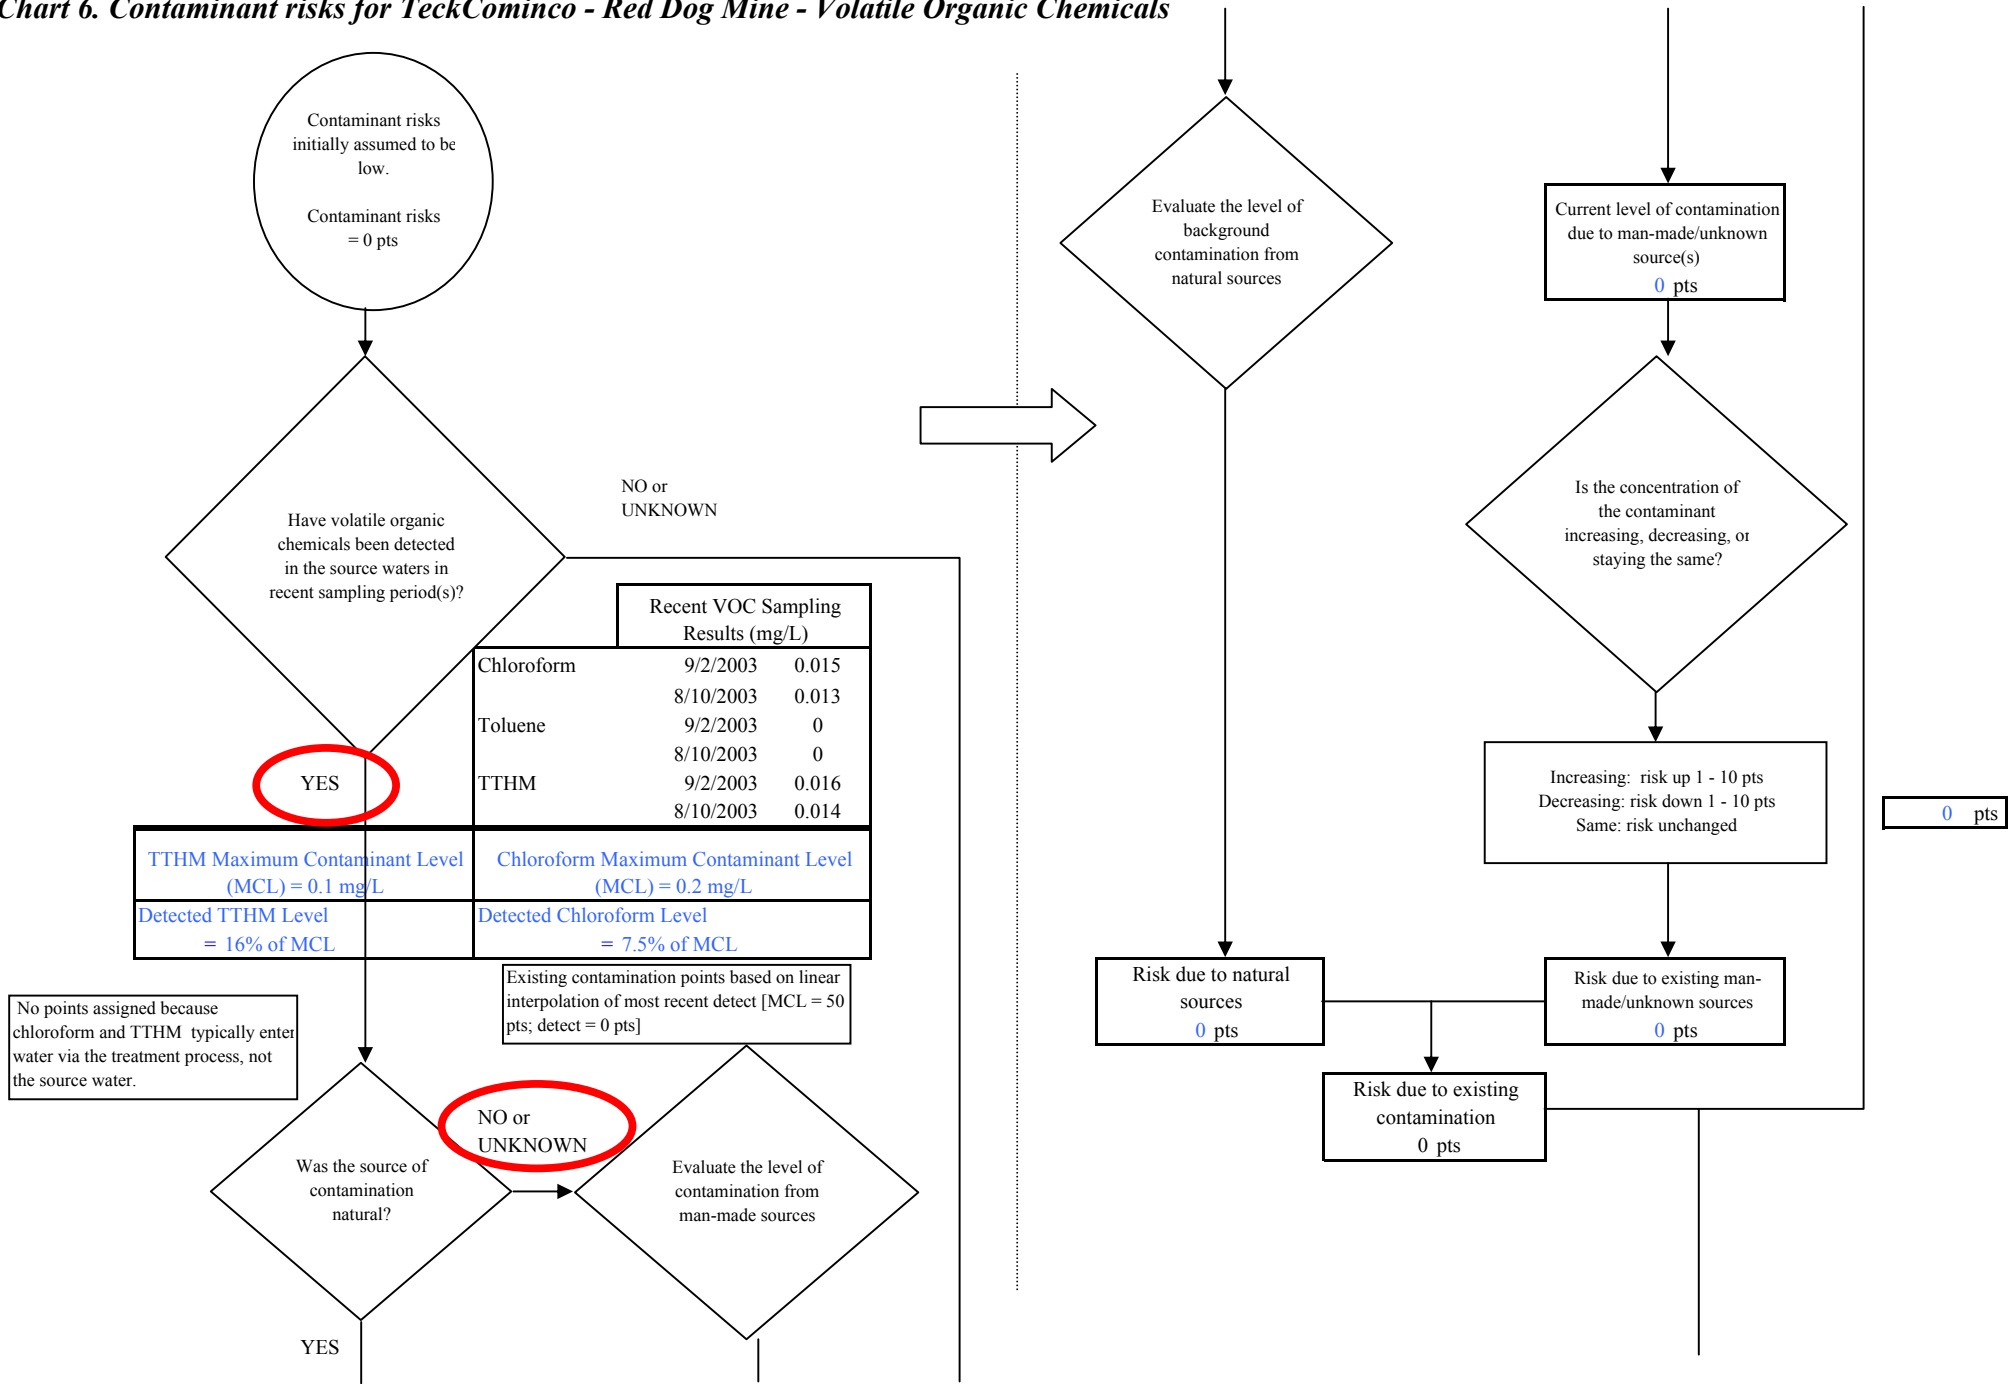 Chart 6. Contaminant risks for TeckCominco - Red Dog Mine - Volatile Organic Chemicals
Contaminant risks
initially assumed to be
low.
Contaminant risks
= 0 pts
Have volatile organic
chemicals been detected
in the source waters in
recent sampling period(s)?
NO or
UNKNOWN
Recent VOC Sampling
Results (mg/L)
Chloroform 9/2/2003 0.015
8/10/2003 0.013
Toluene 9/2/2003 0
8/10/2003 0
TTHM 9/2/2003 0.016
8/10/2003 0.014
YES
TTHM Maximum Contaminant Level
(MCL) = 0.1 mg/L
Chloroform Maximum Contaminant Level
(MCL) = 0.2 mg/L
Detected TTHM Level
= 16% of MCL
Detected Chloroform Level
= 7.5% of MCL
Existing contamination points based on linear
interpolation of most recent detect [MCL = 50
pts; detect = 0 pts]
No points assigned because
chloroform and TTHM typically enter
water via the treatment process, not
the source water.
NO or
UNKNOWN
Was the source of
contamination
natural?
Evaluate the level of
contamination from
man-made sources
YES
Evaluate the level of
background
contamination from
natural sources
Current level of contamination
due to man-made/unknown
source(s)
0 pts
Is the concentration of
the contaminant
increasing, decreasing, or
staying the same?
Increasing: risk up 1 - 10 pts
Decreasing: risk down 1 - 10 pts
Same: risk unchanged
0 pts
Risk due to natural
sources
0 pts
Risk due to existing man-
made/unknown sources
0 pts
Risk due to existing
contamination
0 pts